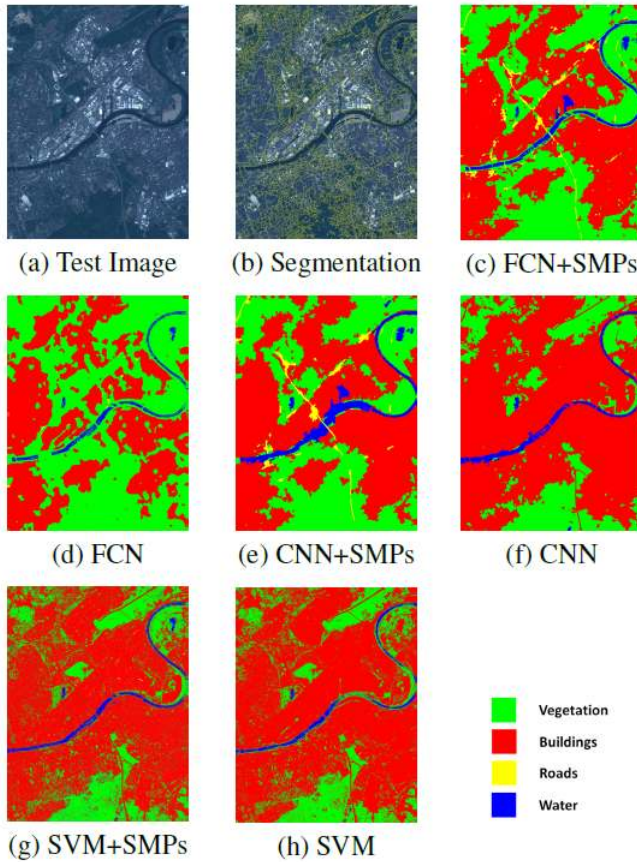 (a) Test Image
(b) Segmentation
(c) FCN+SMPs
(d) FCN
(e) CNN+SMPs
(f) CNN
(g) SVM+SMPs
(h) SVM
Vegetation
Buildings
Roads
Water